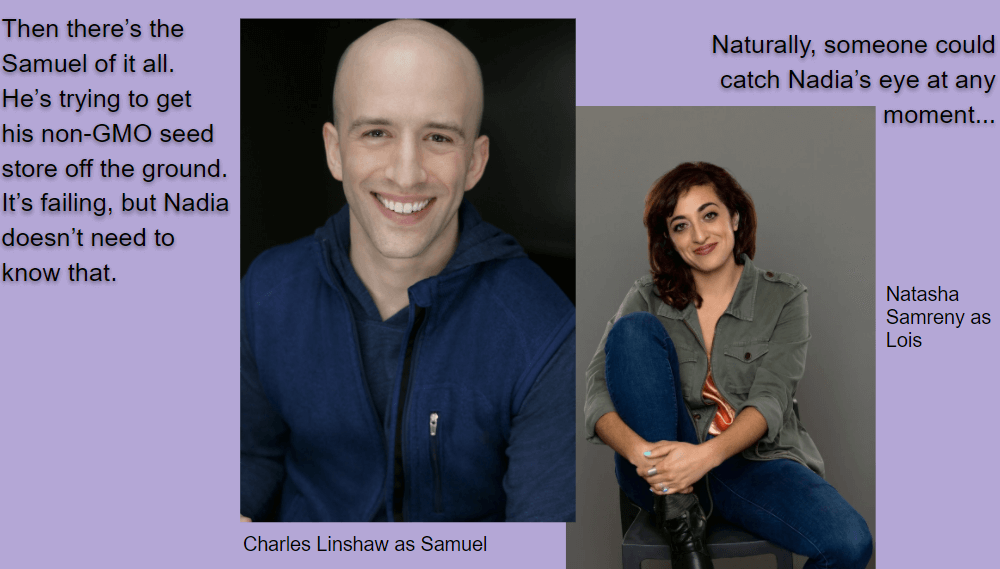 Then there’s the
Samuel of it all.
He’s trying to get
his non-GMO seed
store off the ground.
It’s failing, but Nadia
doesn’t need to
know that.
Naturally, someone could
catch Nadia’s eye at any
moment...
Natasha
Samreny as
Lois
Charles Linshaw as Samuel